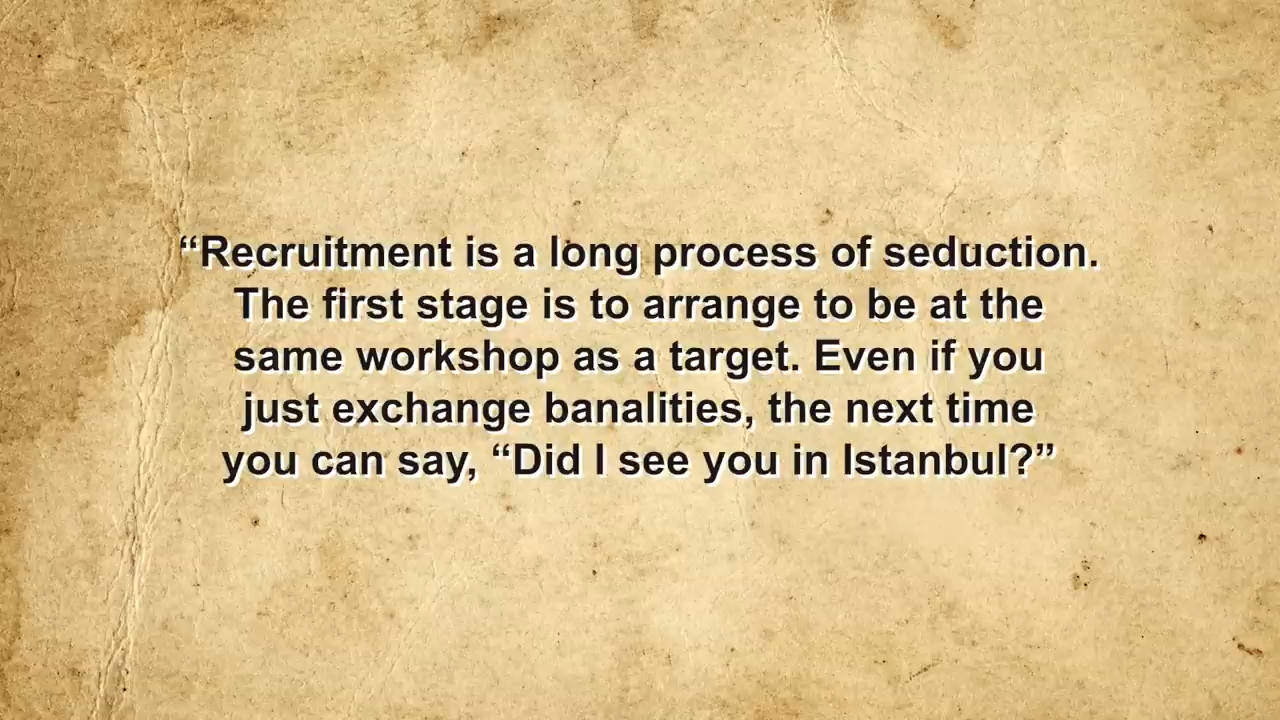 “Recruitment is a long process of seduction.
The first stage is to arrange to be at the
same workshop as a target. Even if you
just exchange banalities, the next time
you can say, “Did I see you in Istanbul?”